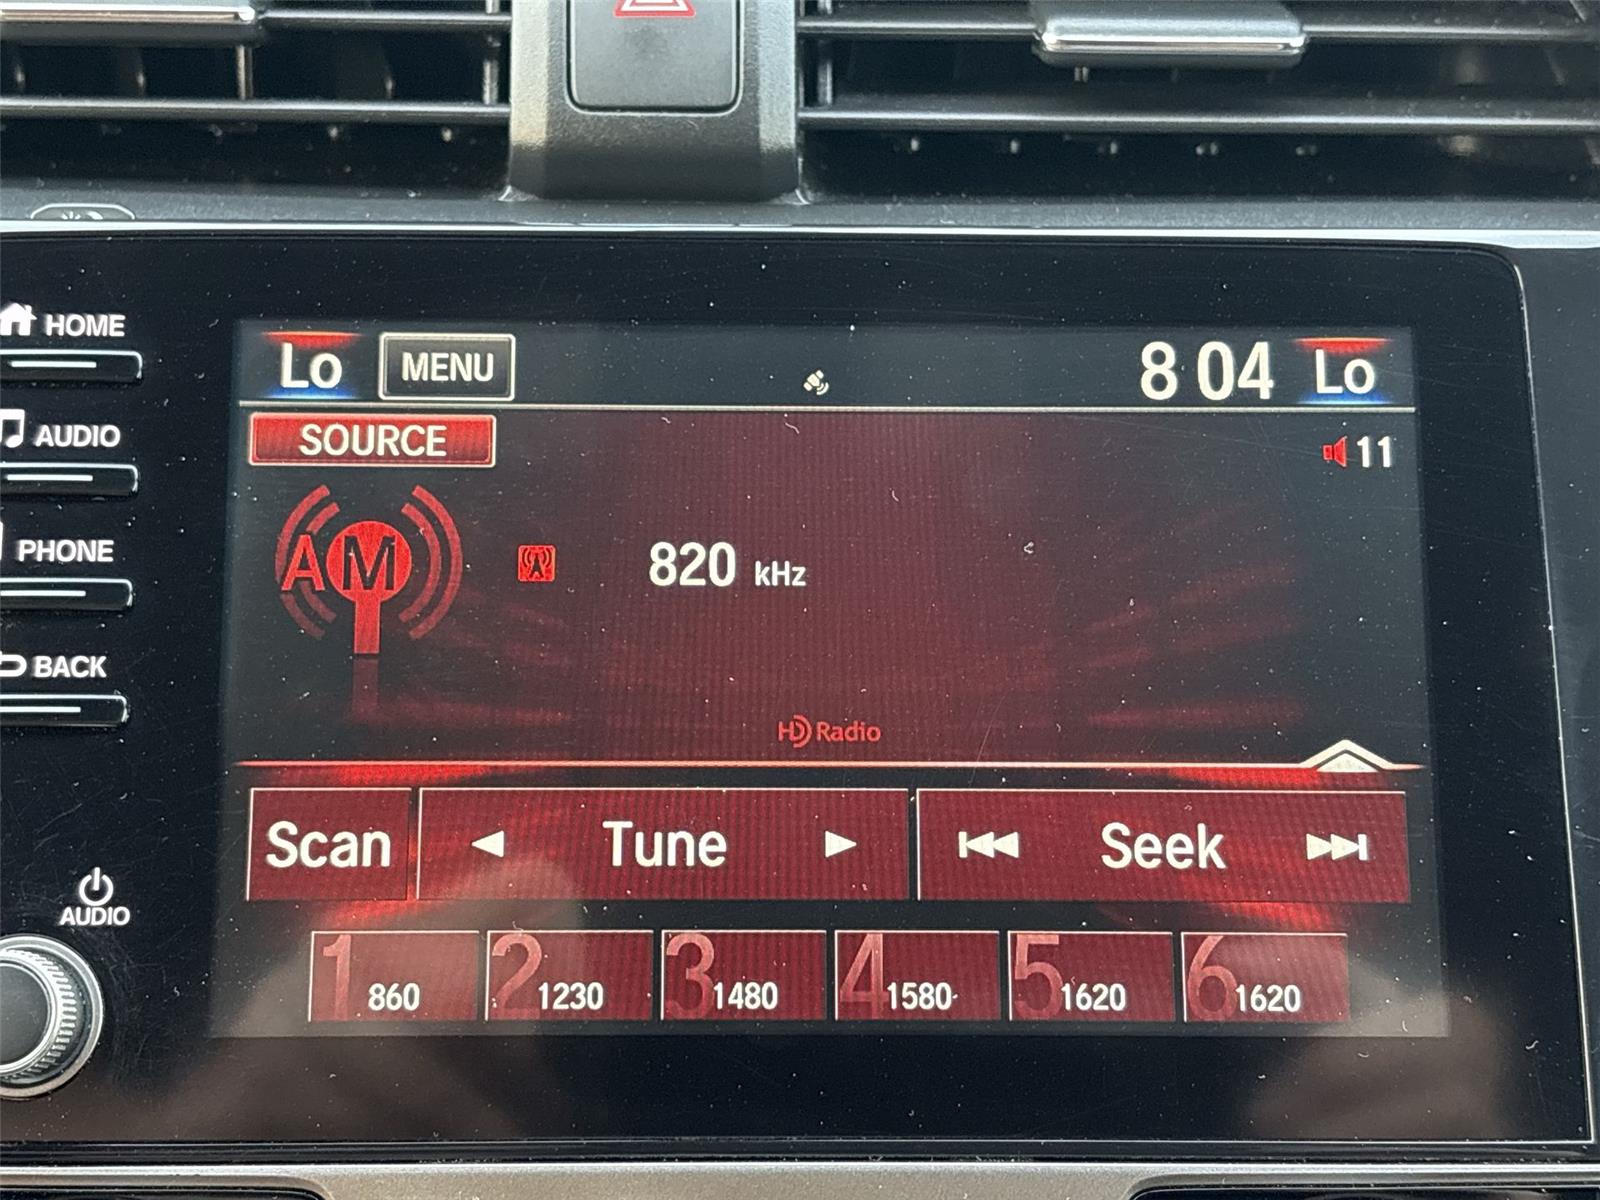 HOME
AUDIO
PHONE
BACK
AUDIO
Lo MENU 8 04 Lo
SOURCE
11
AM 820 kHz
HD Radio
Scan Tune Seek
1 860 2 1230 3 1480 4 1580 5 1620 6 1620